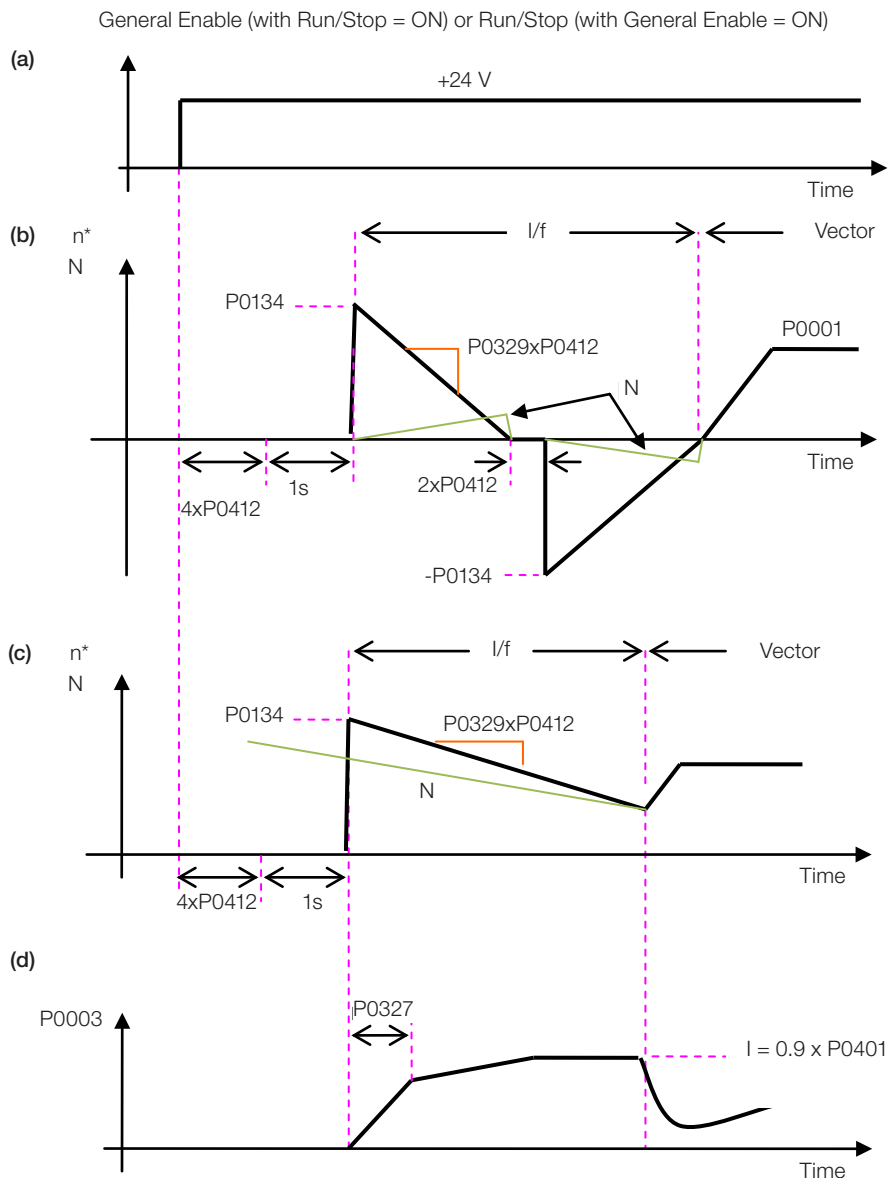 General Enable (with Run/Stop = ON) or Run/Stop (with General Enable = ON)
(a)
+24 V
Time
(b)
n*
N
I/f
Vector
P0134
P0329xP0412
P0001
N
Time
4xP0412
1s
2xP0412
-P0134
(c)
n*
N
I/f
Vector
P0134
P0329xP0412
N
Time
4xP0412
1s
(d)
P0003
P0327
I = 0.9 x P0401
Time